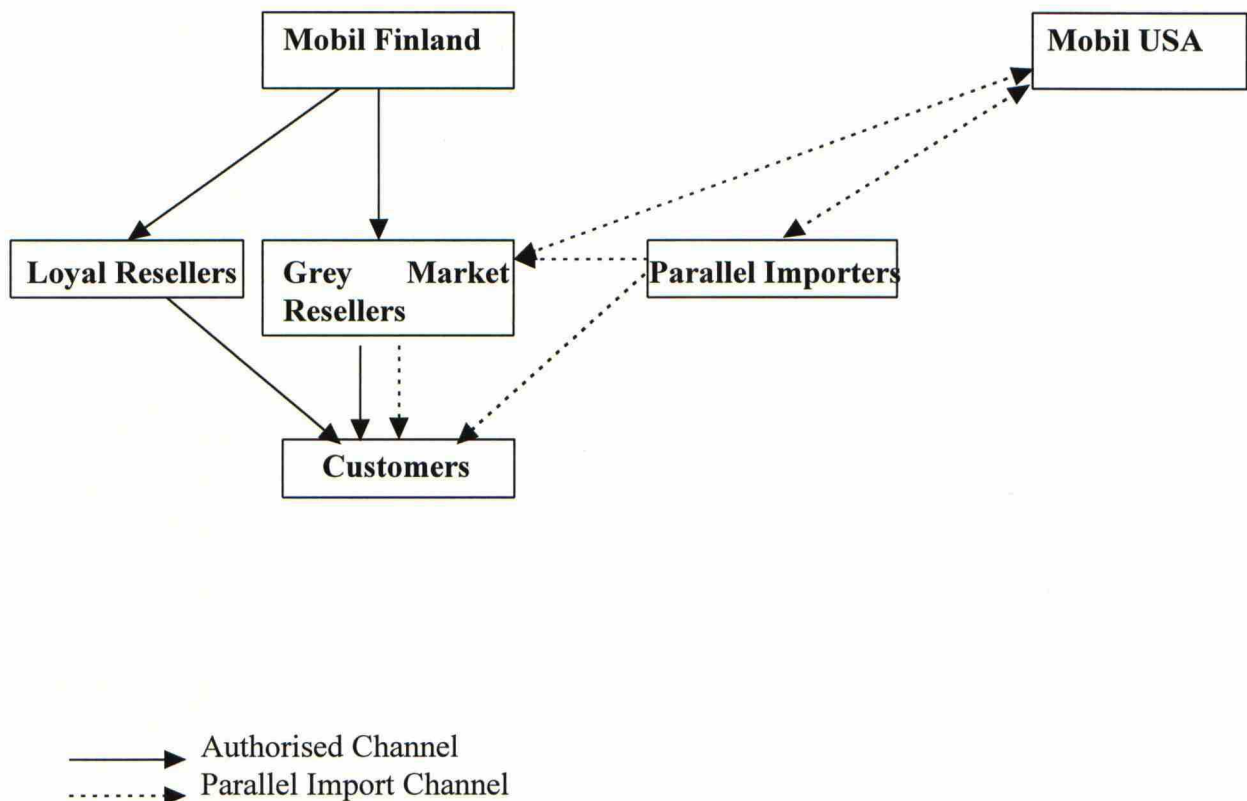 Mobil Finland
Mobil USA
Loyal Resellers
Grey Market
Resellers
Parallel Importers
Customers
Authorised Channel
Parallel Import Channel